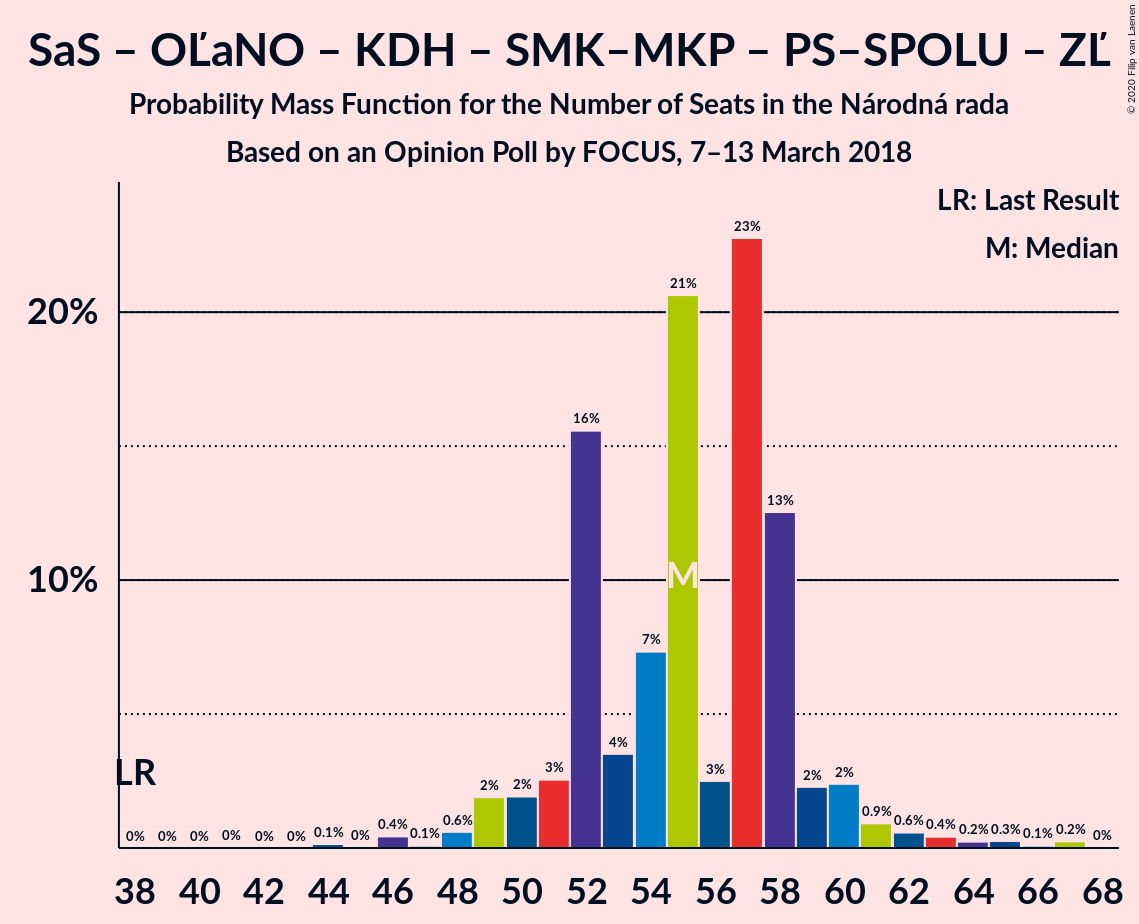 SaS – OĽaNO – KDH – SMK–MKP – PS–SPOLU – ZĽ
Probability Mass Function for the Number of Seats in the Národná rada
Based on an Opinion Poll by FOCUS, 7–13 March 2018
© 2020 Filip van Laenen
LR: Last Result
M: Median
20%
10%
LR
M
0% 0% 0% 0% 0% 0% 0.1% 0% 0.4% 0.1% 0.6% 2% 2% 3% 16% 4% 7% 21% 3% 23% 13% 2% 2% 0.9% 0.6% 0.4% 0.2% 0.3% 0.1% 0.2% 0%
38 40 42 44 46 48 50 52 54 56 58 60 62 64 66 68